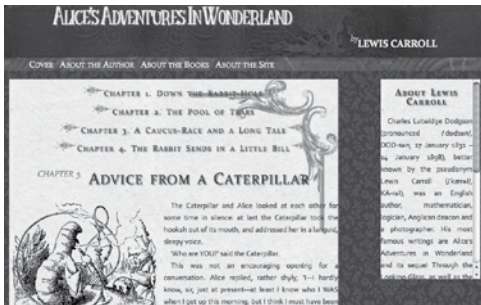 ALICE'S ADVENTURES IN WONDERLAND
by LEWIS CARROLL
COVER ABOUT THE AUTHOR ABOUT THE BOOKS ABOUT THE SITE
CHAPTER 1. DOWN THE RABBIT-HOLE
CHAPTER 2. THE POOL OF TEARS
CHAPTER 3. A CAUCUS-RACE AND A LONG TALE
CHAPTER 4. THE RABBIT SENDS IN A LITTLE BILL
CHAPTER 5 ADVICE FROM A CATERPILLAR
The Caterpillar and Alice looked at each other for
some time in silence: at last the Caterpillar took the
hookah out of its mouth, and addressed her in a languid,
sleepy voice.
'Who are YOU?' said the Caterpillar.
This was not an encouraging opening for a
conversation. Alice replied, rather shyly, 'I—I hardly
know, sir, just at present—at least I know who I WAS
when I got up this morning, but I think I must have been
ABOUT LEWIS
CARROLL
Charles Lutwidge Dodgson
(pronounced
27 January
January 1898), better
known by the pseudonym
Lewis Carroll
was an English
author, mathematician,
logician, Anglican deacon and
a photographer. His most
famous writings are Alice's
Adventures in Wonderland
and its sequel Through the
Looking-Glass, as well as the